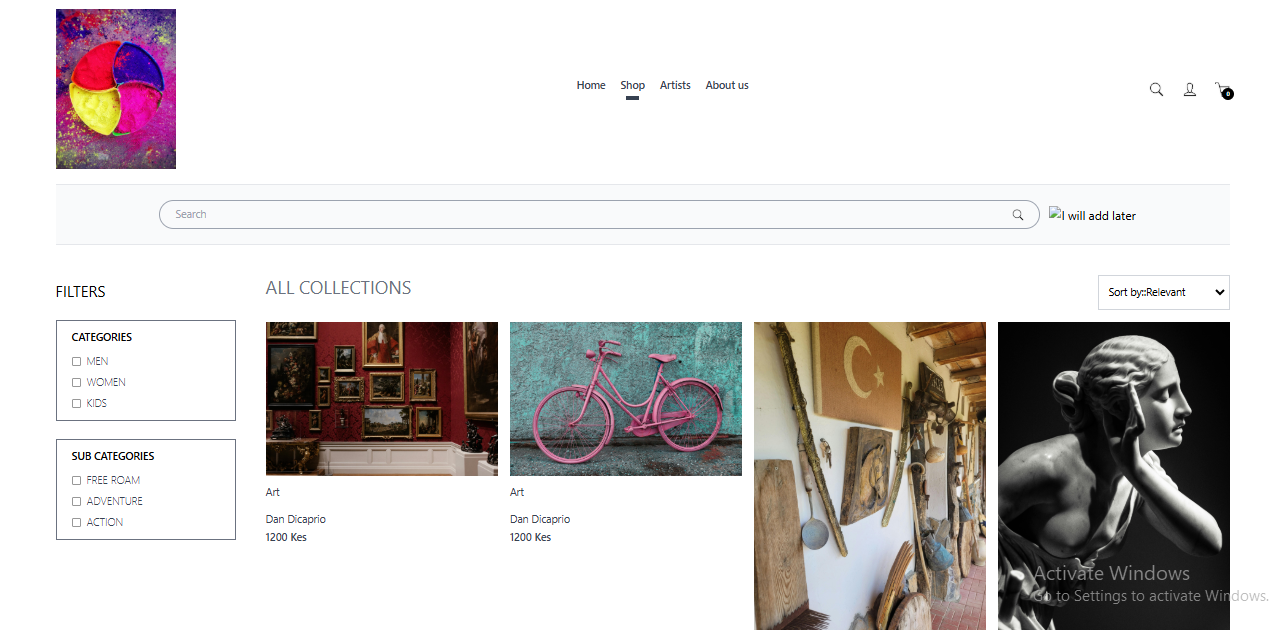 Home Shop Artists About us
0
Search
I will add later
FILTERS
ALL COLLECTIONS
Sort by::Relevant
CATEGORIES
MEN
WOMEN
KIDS
SUB CATEGORIES
FREE ROAM
ADVENTURE
ACTION
Art
Dan Dicaprio
1200 Kes
Art
Dan Dicaprio
1200 Kes
Activate Windows
Go to Settings to activate Windows.